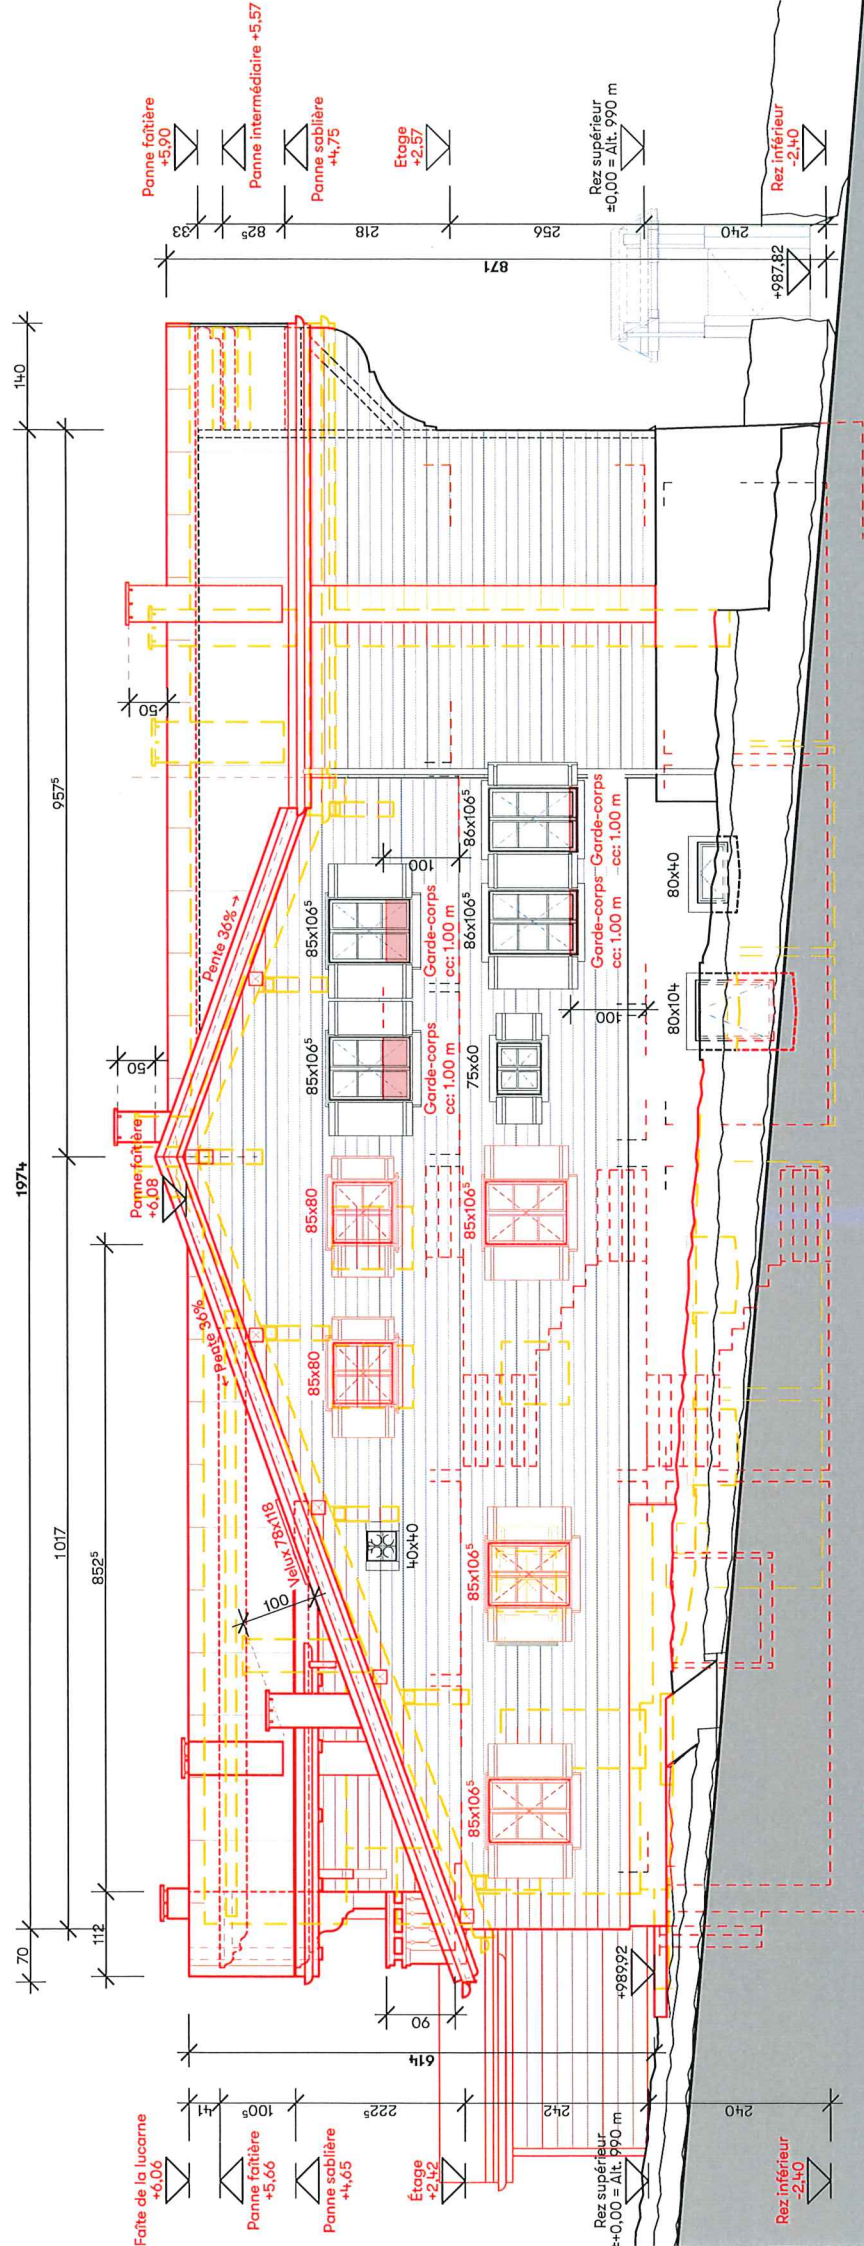 Faîte de la lucarne
+6,06
Panne faîtière
+5,66
Panne sablière
+4,65
Étage
+2,42
Rez supérieur
±0,00 = Alt. 990 m
Rez inférieur
-2,40
41
100⁵
222⁵
242
240
614
70
112
90
+989,92
1974
1017
852⁵
957⁵
140
100
Velux 78x118
← Pente 36%
Panne faîtière
+6,08
50
Pente 36% →
50
40x40
85x80
85x80
85x106⁵
85x106⁵
Garde-corps
cc: 1.00 m
Garde-corps
cc: 1.00 m
100
85x106⁵
85x106⁵
85x106⁵
75x60
86x106⁵
86x106⁵
Garde-corps
cc: 1.00 m
Garde-corps
cc: 1.00 m
100
80x104
80x40
871
33
82⁵
218
256
240
+987,82
Panne faîtière
+5,90
Panne intermédiaire +5,57
Panne sablière
+4,75
Etage
+2,57
Rez supérieur
±0,00 = Alt. 990 m
Rez inférieur
-2,40